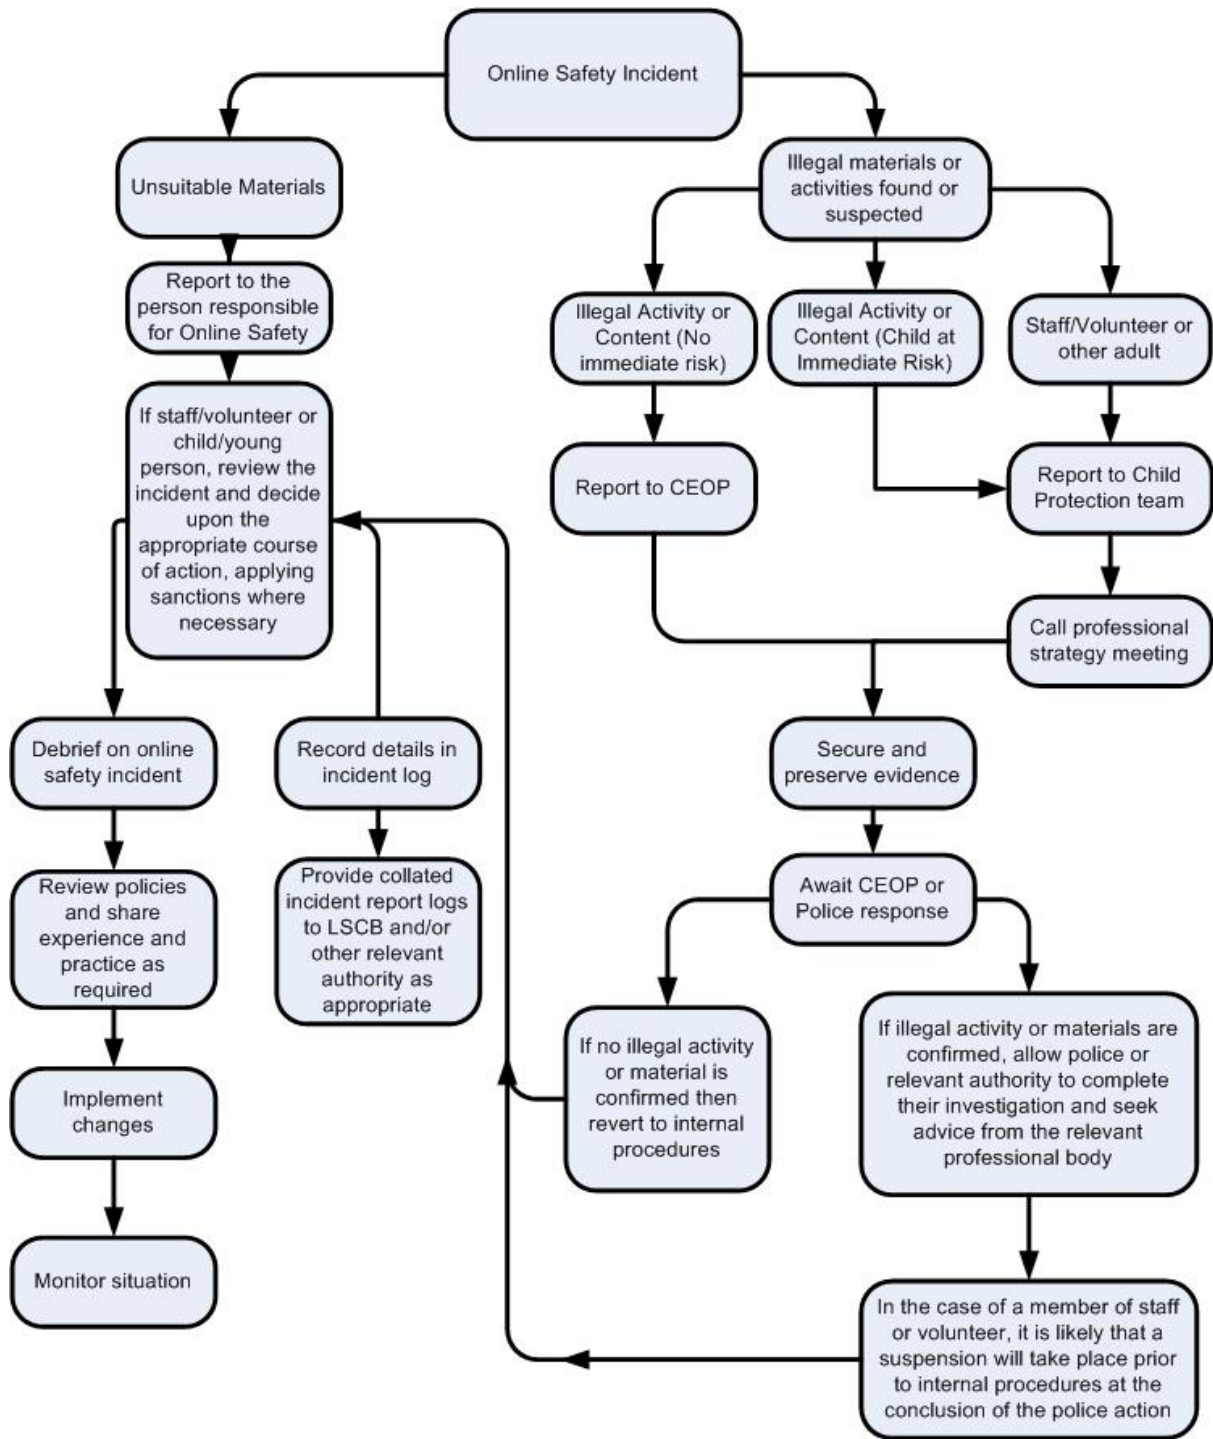 Online Safety Incident
Unsuitable Materials
Report to the
person responsible
for Online Safety
If staff/volunteer or
child/young
person, review the
incident and decide
upon the
appropriate course
of action, applying
sanctions where
necessary
Debrief on online
safety incident
Review policies
and share
experience and
practice as
required
Implement
changes
Monitor situation
Record details in
incident log
Provide collated
incident report logs
to LSCB and/or
other relevant
authority as
appropriate
Illegal materials or
activities found or
suspected
Illegal Activity or
Content (No
immediate risk)
Illegal Activity or
Content (Child at
Immediate Risk)
Staff/Volunteer or
other adult
Report to CEOP
Report to Child
Protection team
Call professional
strategy meeting
Secure and
preserve evidence
Await CEOP or
Police response
If no illegal activity
or material is
confirmed then
revert to internal
procedures
If illegal activity or materials are
confirmed, allow police or
relevant authority to complete
their investigation and seek
advice from the relevant
professional body
In the case of a member of staff
or volunteer, it is likely that a
suspension will take place prior
to internal procedures at the
conclusion of the police action